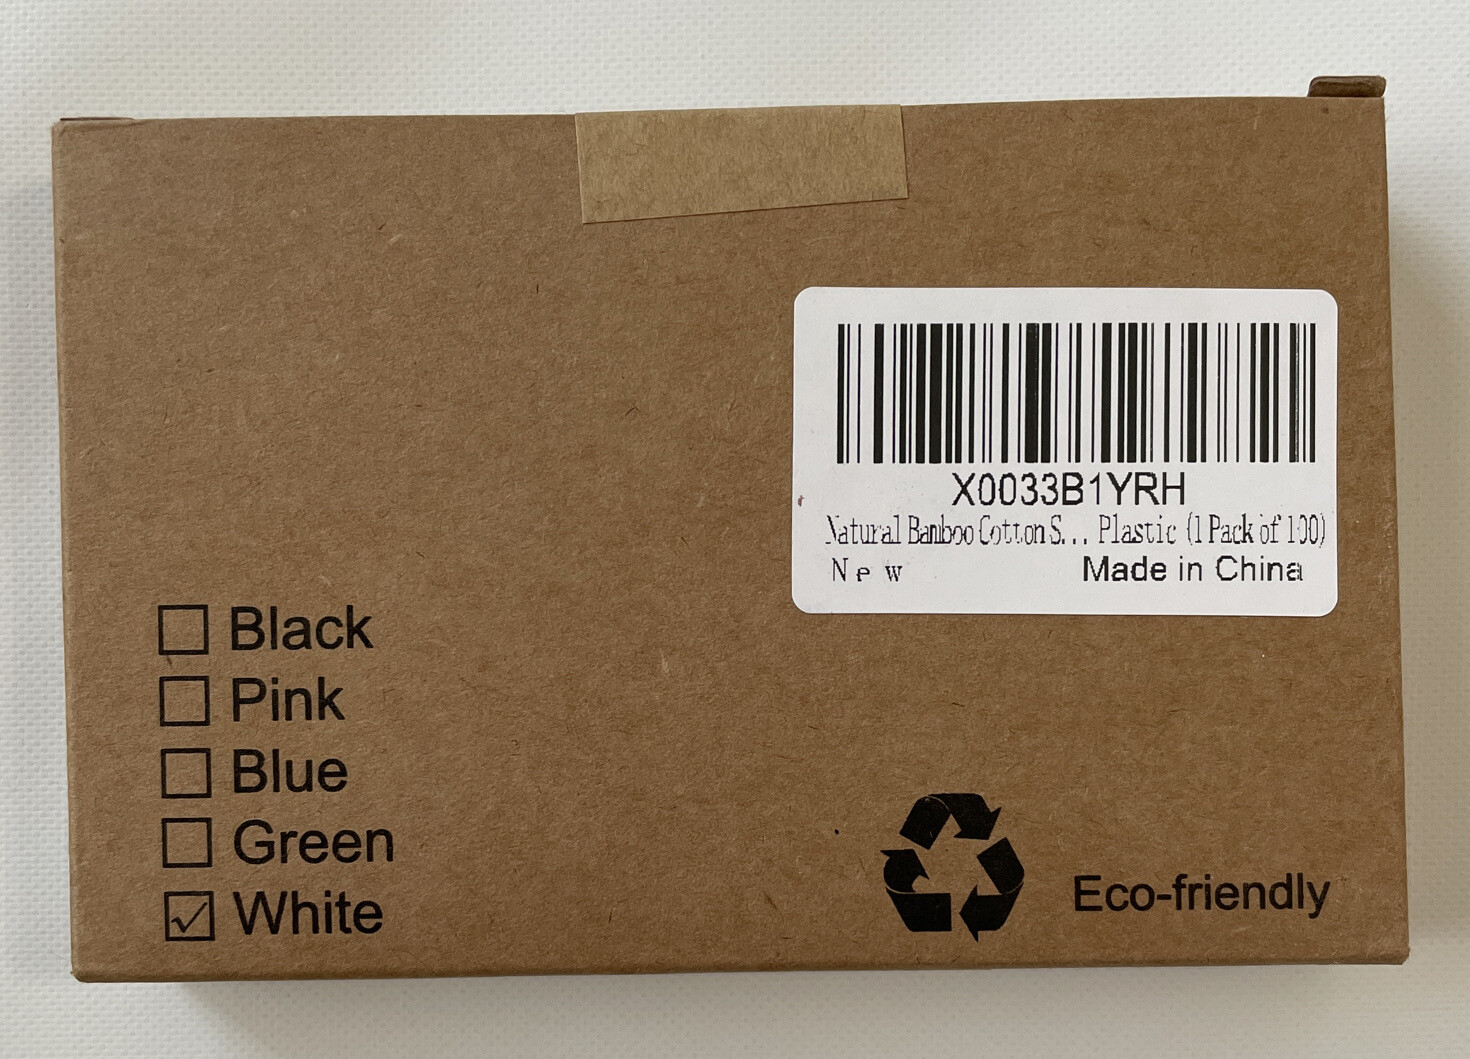 X0033B1YRH
Natural Bamboo Cotton S... Plastic (1 Pack of 100)
New
Made in China
Black
Pink
Blue
Green
White
Eco-friendly